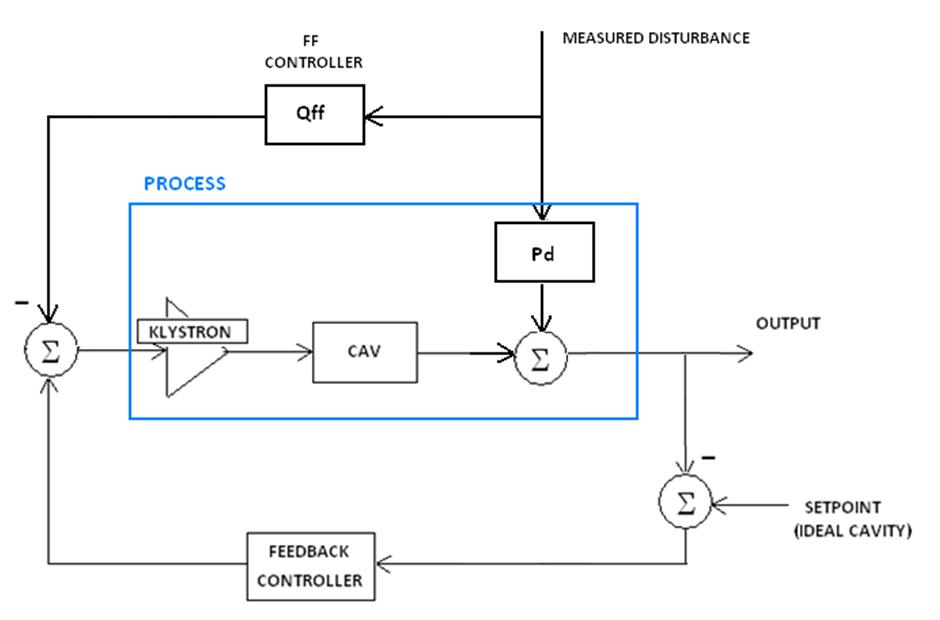 FF
CONTROLLER
MEASURED DISTURBANCE
Qff
PROCESS
Pd
–
KLYSTRON
CAV
Σ
Σ
OUTPUT
–
Σ
SETPOINT
(IDEAL CAVITY)
FEEDBACK
CONTROLLER